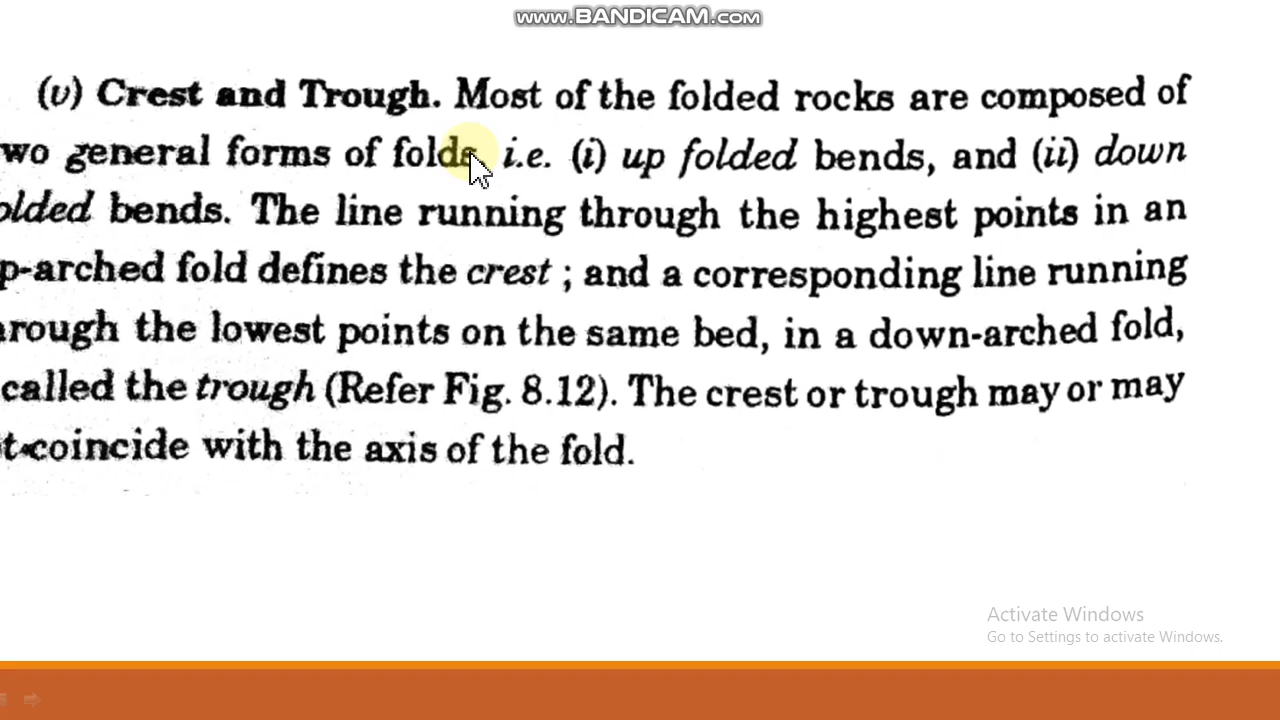 www.BANDICAM.com
(v) Crest and Trough. Most of the folded rocks are composed of
wo general forms of folds i.e. (i) up folded bends, and (ii) down
olded bends. The line running through the highest points in an
p-arched fold defines the crest ; and a corresponding line running
rough the lowest points on the same bed, in a down-arched fold,
called the trough (Refer Fig. 8.12). The crest or trough may or may
t coincide with the axis of the fold.
Activate Windows
Go to Settings to activate Windows.